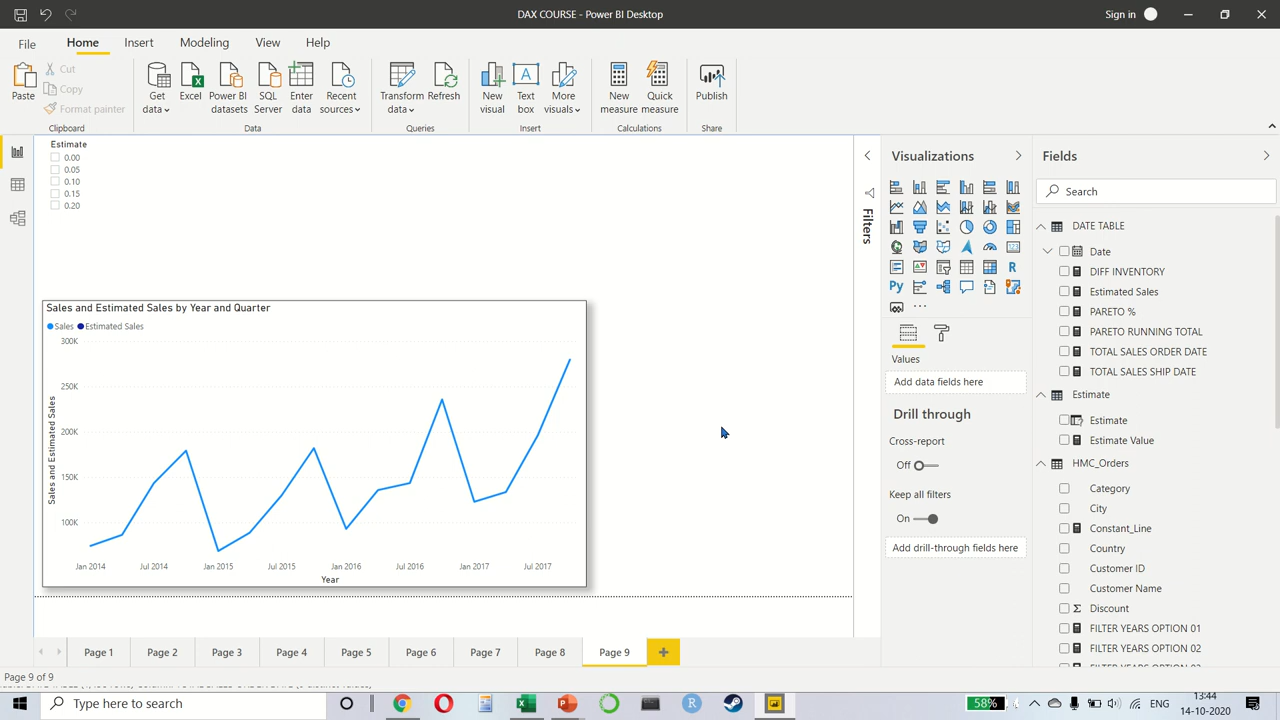 DAX COURSE - Power BI Desktop
Sign in
File
Home
Insert
Modeling
View
Help
Paste
Cut
Copy
Format painter
Clipboard
Get data
Excel
Power BI datasets
SQL Server
Enter data
Recent sources
Data
Transform data
Refresh
Queries
New visual
Text box
More visuals
Insert
New measure
Quick measure
Calculations
Publish
Share
Estimate
0.00
0.05
0.10
0.15
0.20
Sales and Estimated Sales by Year and Quarter
Sales
Estimated Sales
300K
250K
200K
150K
100K
Sales and Estimated Sales
Jan 2014
Jul 2014
Jan 2015
Jul 2015
Jan 2016
Jul 2016
Jan 2017
Jul 2017
Year
Filters
Visualizations
R
Py
Values
Add data fields here
Drill through
Cross-report
Off
Keep all filters
On
Add drill-through fields here
Fields
Search
DATE TABLE
Date
DIFF INVENTORY
Estimated Sales
PARETO %
PARETO RUNNING TOTAL
TOTAL SALES ORDER DATE
TOTAL SALES SHIP DATE
Estimate
Estimate
Estimate Value
HMC_Orders
Category
City
Constant_Line
Country
Customer ID
Customer Name
Discount
FILTER YEARS OPTION 01
FILTER YEARS OPTION 02
Page 1
Page 2
Page 3
Page 4
Page 5
Page 6
Page 7
Page 8
Page 9
Page 9 of 9
Type here to search
58%
ENG
13:44
14-10-2020